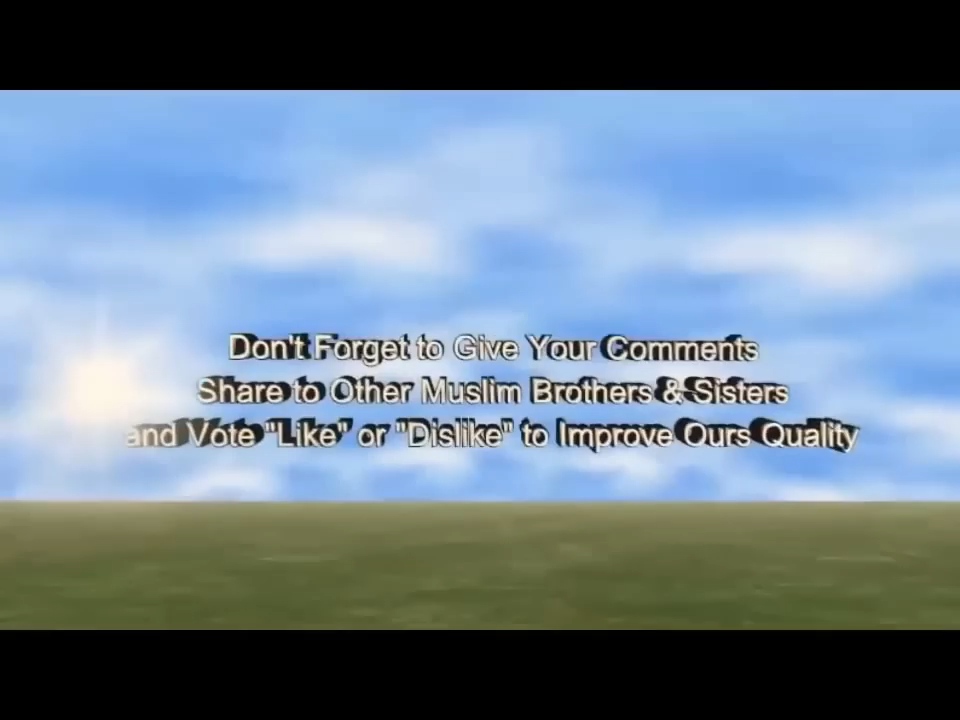 Don't Forget to Give Your Comments
Share to Other Muslim Brothers & Sisters
and Vote "Like" or "Dislike" to Improve Ours Quality